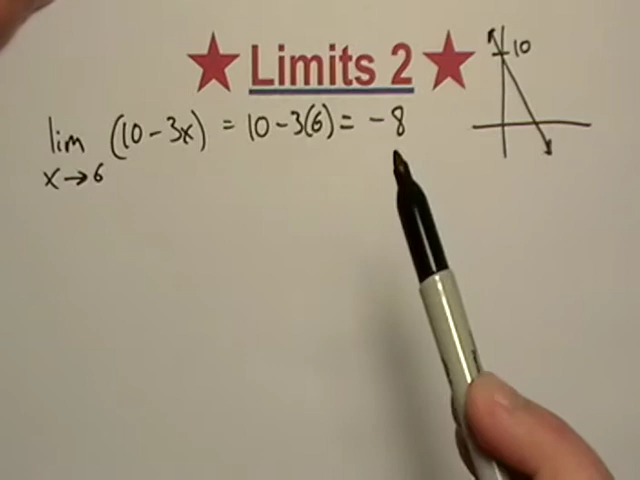 Limits 2
10
lim (10 - 3x) = 10 - 3(6) = - 8
x → 6